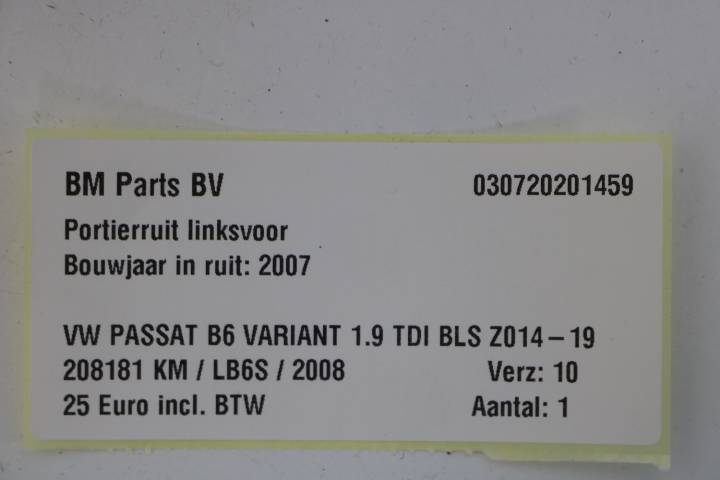 BM Parts BV 030720201459
Portierruit linksvoor
Bouwjaar in ruit: 2007
VW PASSAT B6 VARIANT 1.9 TDI BLS Z014-19
208181 KM / LB6S / 2008 Verz: 10
25 Euro incl. BTW Aantal: 1